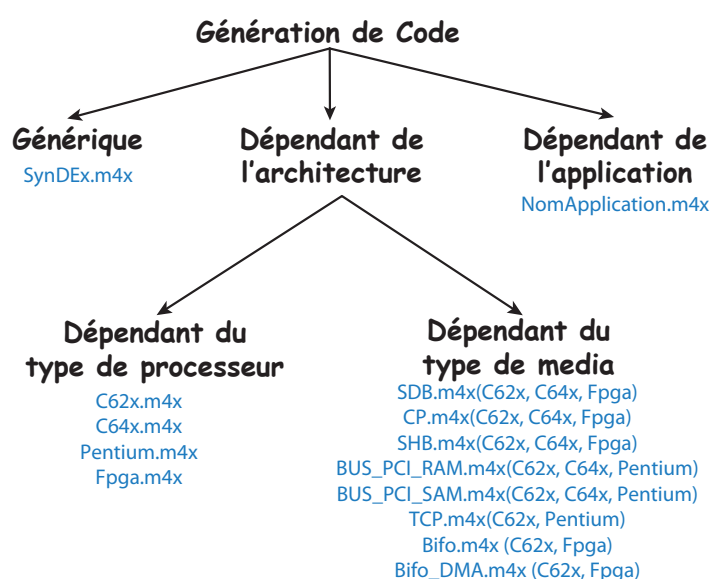 Génération de Code
Générique
SynDEx.m4x
Dépendant de
l'architecture
Dépendant de
l'application
NomApplication.m4x
Dépendant du
type de processeur
C62x.m4x
C64x.m4x
Pentium.m4x
Fpga.m4x
Dépendant du
type de media
SDB.m4x(C62x, C64x, Fpga)
CP.m4x(C62x, C64x, Fpga)
SHB.m4x(C62x, C64x, Fpga)
BUS_PCI_RAM.m4x(C62x, C64x, Pentium)
BUS_PCI_SAM.m4x(C62x, C64x, Pentium)
TCP.m4x(C62x, Pentium)
Bifo.m4x (C62x, Fpga)
Bifo_DMA.m4x (C62x, Fpga)